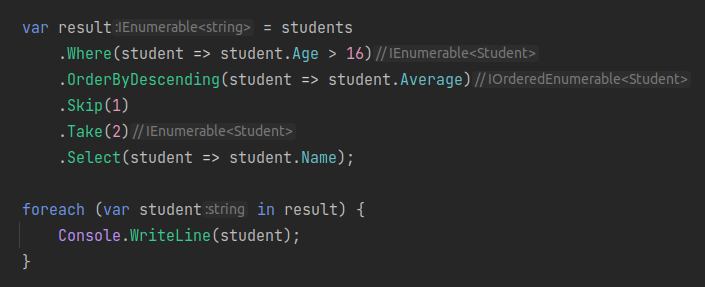 var result :IEnumerable<string> = students
.Where(student => student.Age > 16) // IEnumerable<Student>
.OrderByDescending(student => student.Average) // IOrderedEnumerable<Student>
.Skip(1)
.Take(2) // IEnumerable<Student>
.Select(student => student.Name);
foreach (var student :string in result) {
Console.WriteLine(student);
}